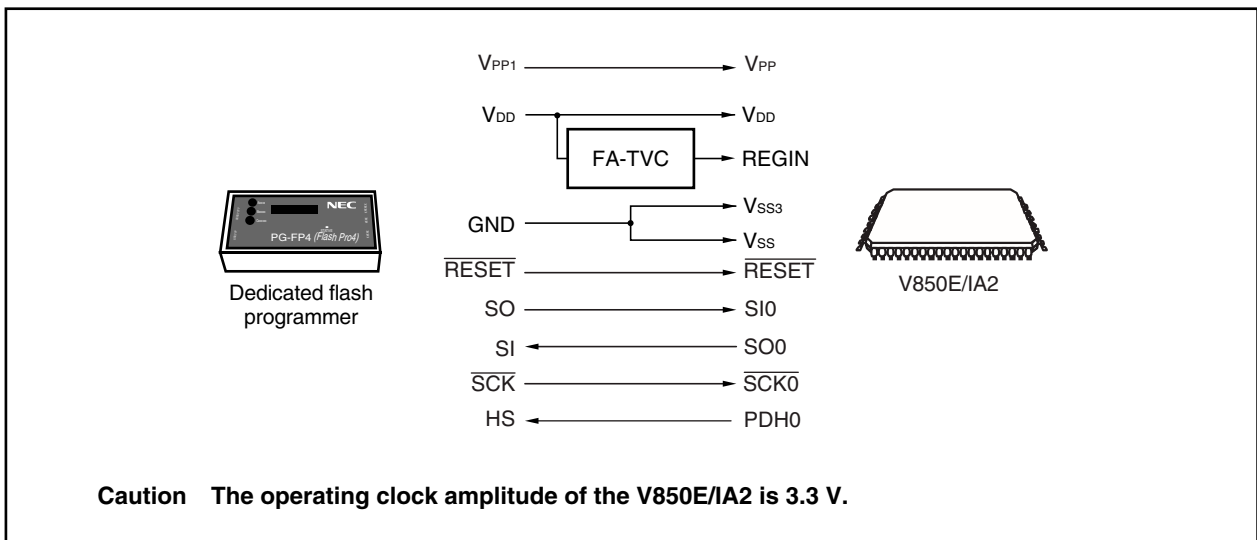 VPP1 VPP
VDD VDD
FA-TVC REGIN
GND VSS3
VSS
RESET RESET
SO SI0
SI SO0
SCK SCK0
HS PDH0
NEC
PG-FP4 (Flash Pro4)
Dedicated flash
programmer
V850E/IA2
Caution The operating clock amplitude of the V850E/IA2 is 3.3 V.